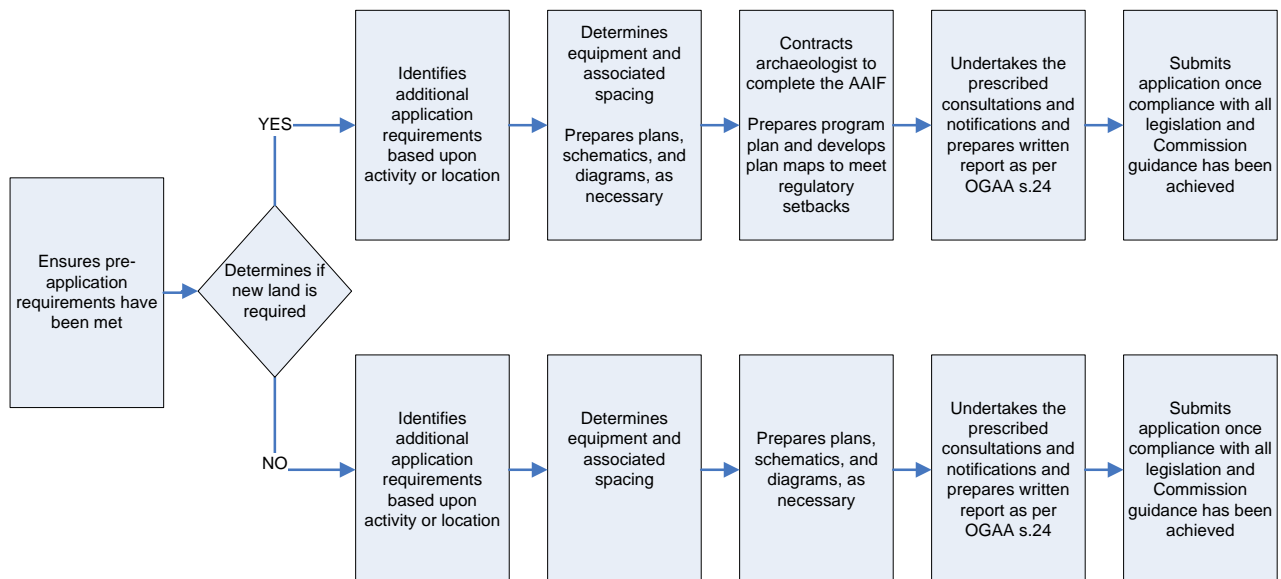 Ensures pre-
application
requirements have
been met
Determines if
new land is
required
YES
Identifies
additional
application
requirements
based upon
activity or location
Determines
equipment and
associated
spacing
Prepares plans,
schematics, and
diagrams, as
necessary
Contracts
archaeologist to
complete the AAIF
Prepares program
plan and develops
plan maps to meet
regulatory
setbacks
Undertakes the
prescribed
consultations and
notifications and
prepares written
report as per
OGAA s.24
Submits
application once
compliance with all
legislation and
Commission
guidance has been
achieved
NO
Identifies
additional
application
requirements
based upon
activity or location
Determines
equipment and
associated
spacing
Prepares plans,
schematics, and
diagrams, as
necessary
Undertakes the
prescribed
consultations and
notifications and
prepares written
report as per
OGAA s.24
Submits
application once
compliance with all
legislation and
Commission
guidance has been
achieved